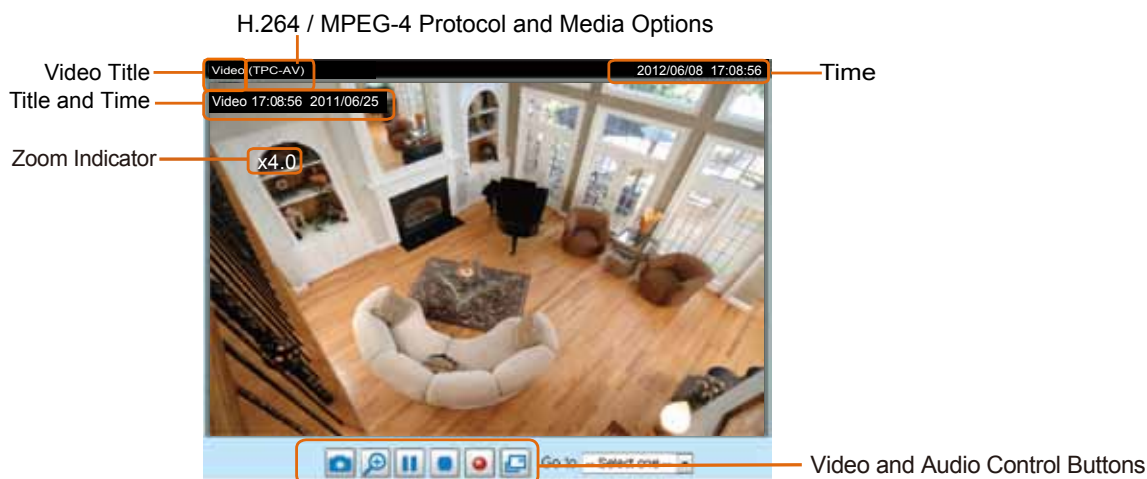 H.264 / MPEG-4 Protocol and Media Options
Video Title
Video (TPC-AV)
2012/06/08 17:08:56
Time
Title and Time
Video 17:08:56 2011/06/25
Zoom Indicator
x4.0
Go to
-- Select one --
Video and Audio Control Buttons